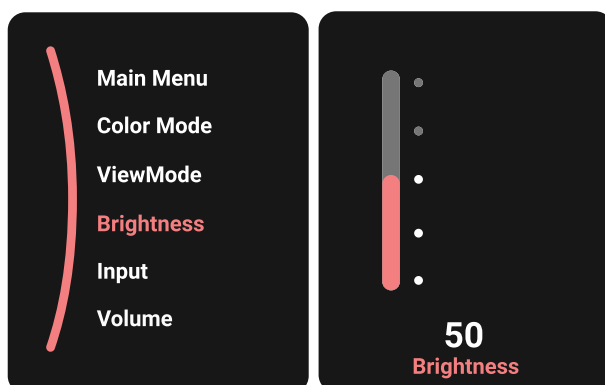 Main Menu
Color Mode
ViewMode
Brightness
Input
Volume
50
Brightness